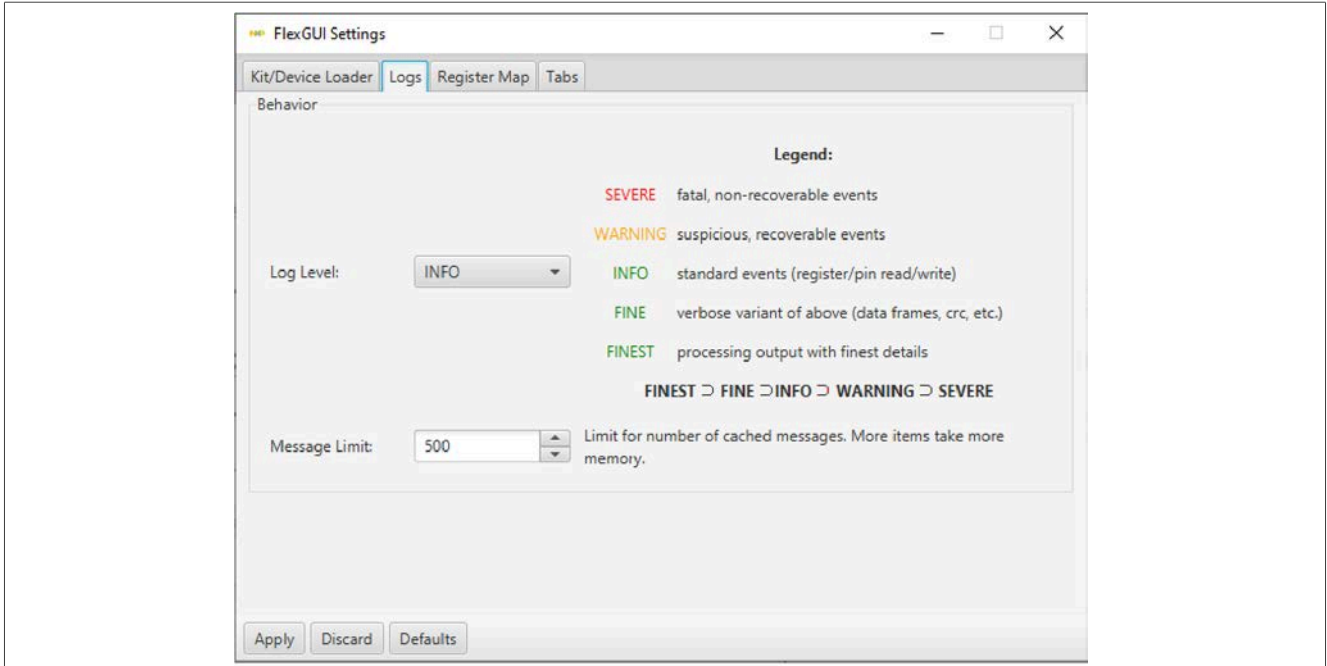 FlexGUI Settings
Kit/Device Loader Logs Register Map Tabs
Behavior
Legend:
SEVERE fatal, non-recoverable events
WARNING suspicious, recoverable events
Log Level: INFO INFO standard events (register/pin read/write)
FINE verbose variant of above (data frames, crc, etc.)
FINEST processing output with finest details
FINEST ⊃ FINE ⊃INFO ⊃ WARNING ⊃ SEVERE
Message Limit: 500 Limit for number of cached messages. More items take more
memory.
Apply Discard Defaults